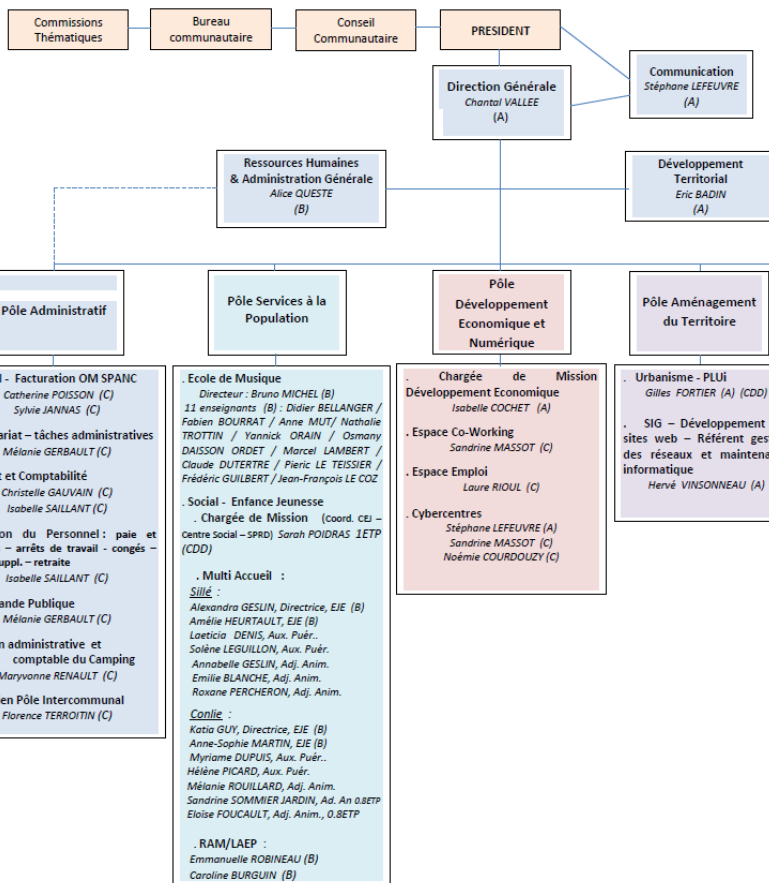 Commissions
Thématiques
Bureau
communautaire
Conseil
Communautaire
PRESIDENT
Direction Générale
Chantal VALLEE
(A)
Communication
Stéphane LEFEUVRE
(A)
Ressources Humaines
& Administration Générale
Alice QUESTE
(B)
Développement
Territorial
Eric BADIN
(A)
Pôle Administratif
- Facturation OM SPANC
Catherine POISSON (C)
Sylvie JANNAS (C)
ariat – tâches administratives
Mélanie GERBAULT (C)
t et Comptabilité
Christelle GAUVAIN (C)
Isabelle SAILLANT (C)
on du Personnel : paie et
– arrêts de travail - congés –
uppl. – retraite
Isabelle SAILLANT (C)
ande Publique
Mélanie GERBAULT (C)
n administrative et
comptable du Camping
Maryvonne RENAULT (C)
en Pôle Intercommunal
Florence TERROITIN (C)
Pôle Services à la
Population
. Ecole de Musique
Directeur : Bruno MICHEL (B)
11 enseignants (B) : Didier BELLANGER /
Fabien BOURRAT / Anne MUT/ Nathalie
TROTTIN / Yannick ORAIN / Osmany
DAISSON ORDET / Marcel LAMBERT /
Claude DUTERTRE / Pieric LE TEISSIER /
Frédéric GUILBERT / Jean-François LE COZ
. Social - Enfance Jeunesse
. Chargée de Mission (Coord. CEJ –
Centre Social – SPRD) Sarah POIDRAS 1ETP
(CDD)
. Multi Accueil :
Sillé :
Alexandra GESLIN, Directrice, EJE (B)
Amélie HEURTAULT, EJE (B)
Laeticia DENIS, Aux. Puér..
Solène LEGUILLON, Aux. Puér.
Annabelle GESLIN, Adj. Anim.
Emilie BLANCHE, Adj. Anim.
Roxane PERCHERON, Adj. Anim.
Conlie :
Katia GUY, Directrice, EJE (B)
Anne-Sophie MARTIN, EJE (B)
Myriame DUPUIS, Aux. Puér..
Hélène PICARD, Aux. Puér.
Mélanie ROUILLARD, Adj. Anim.
Sandrine SOMMIER JARDIN, Ad. An 0.8ETP
Eloïse FOUCAULT, Adj. Anim., 0.8ETP
. RAM/LAEP :
Emmanuelle ROBINEAU (B)
Caroline BURGUIN (B)
Pôle
Développement
Economique et
Numérique
. Chargée de Mission
Développement Economique
Isabelle COCHET (A)
. Espace Co-Working
Sandrine MASSOT (C)
. Espace Emploi
Laure RIOUL (C)
. Cybercentres
Stéphane LEFEUVRE (A)
Sandrine MASSOT (C)
Noémie COURDOUZY (C)
Pôle Aménagement
du Territoire
. Urbanisme - PLUi
Gilles FORTIER (A) (CDD)
. SIG – Développement
sites web – Référent gest
des réseaux et maintena
informatique
Hervé VINSONNEAU (A)